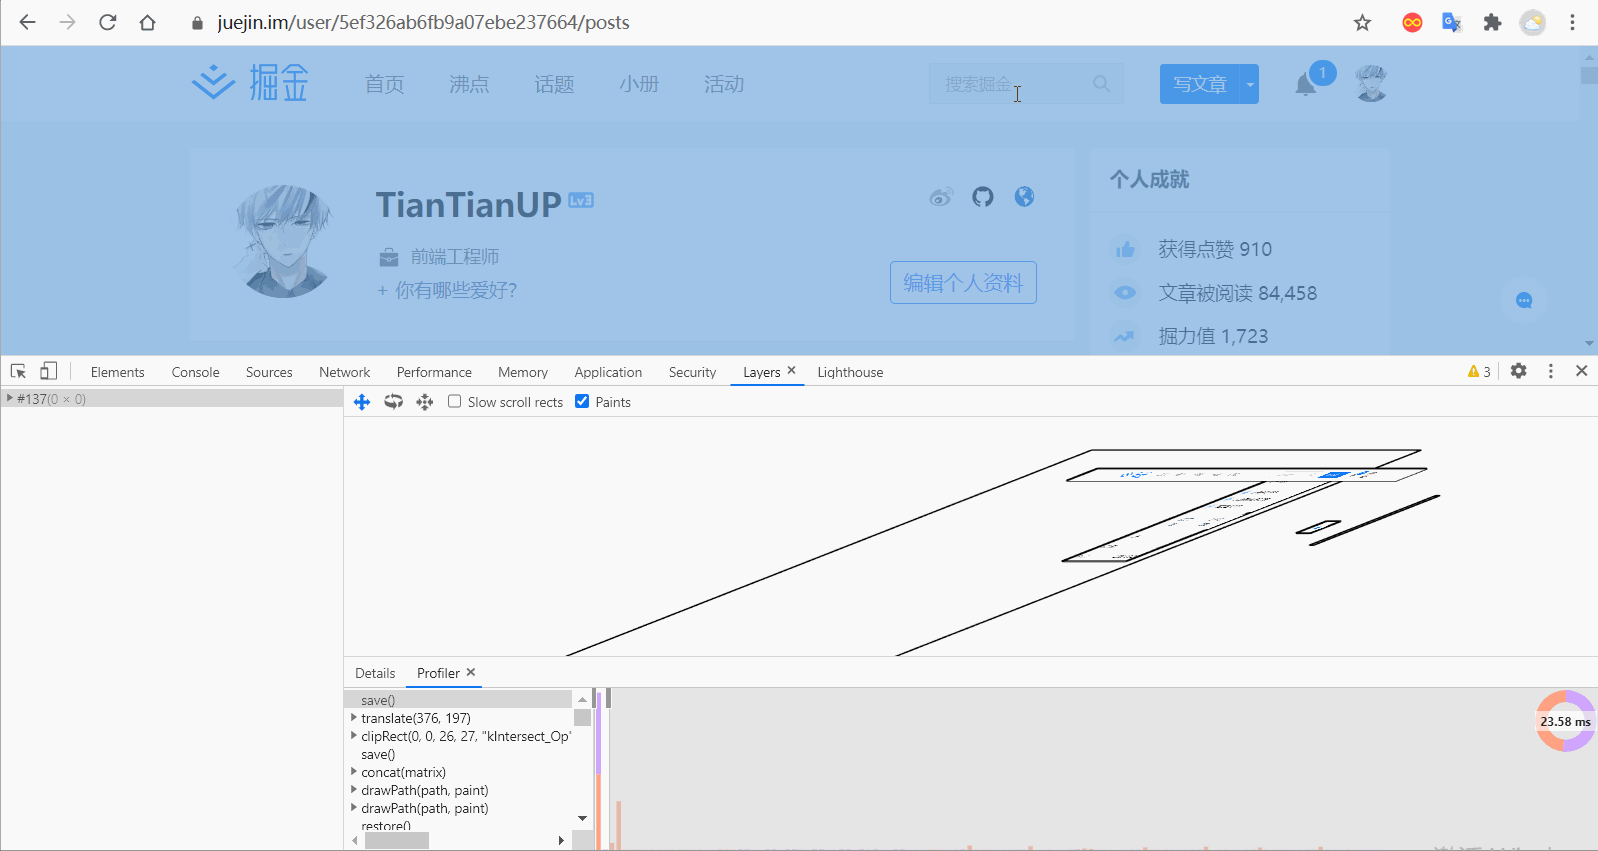 juejin.im/user/5ef326ab6fb9a07ebe237664/posts
掘金 首页 沸点 话题 小册 活动 搜索掘金 写文章 1
TianTianUP Lv3
前端工程师
+ 你有哪些爱好?
编辑个人资料
个人成就
获得点赞 910
文章被阅读 84,458
掘力值 1,723
Elements Console Sources Network Performance Memory Application Security Layers × Lighthouse 3
#137(0 × 0)
Slow scroll rects Paints
Details Profiler ×
save()
translate(376, 197)
clipRect(0, 0, 26, 27, "kIntersect_Op"
save()
concat(matrix)
drawPath(path, paint)
drawPath(path, paint)
restore()
23.58 ms